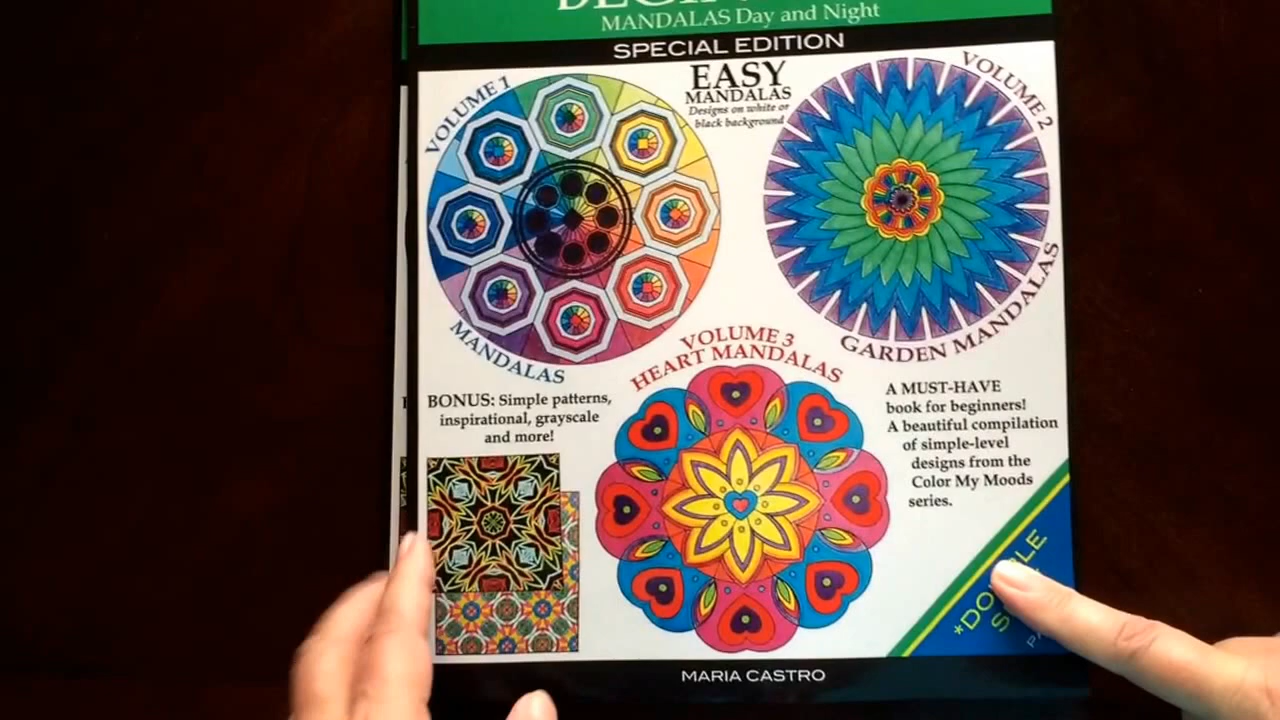 MANDALAS Day and Night
SPECIAL EDITION
VOLUME 1
MANDALAS
EASY
MANDALAS
Designs on white or
black background
VOLUME 2
GARDEN MANDALAS
VOLUME 3
HEART MANDALAS
BONUS: Simple patterns,
inspirational, grayscale
and more!
A MUST-HAVE
book for beginners!
A beautiful compilation
of simple-level
designs from the
Color My Moods
series.
MARIA CASTRO